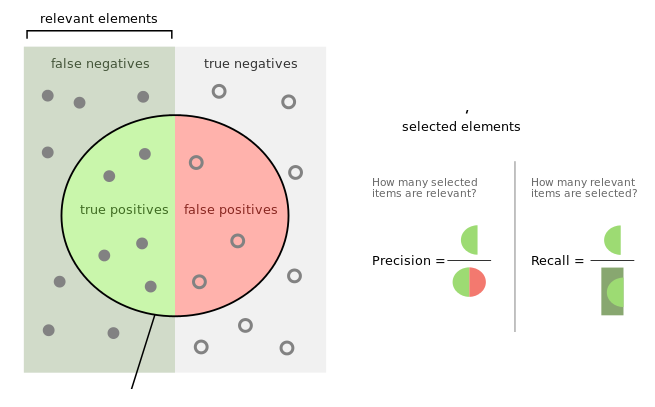 relevant elements
false negatives
true negatives
true positives
false positives
selected elements
How many selected
items are relevant?
Precision =
How many relevant
items are selected?
Recall =